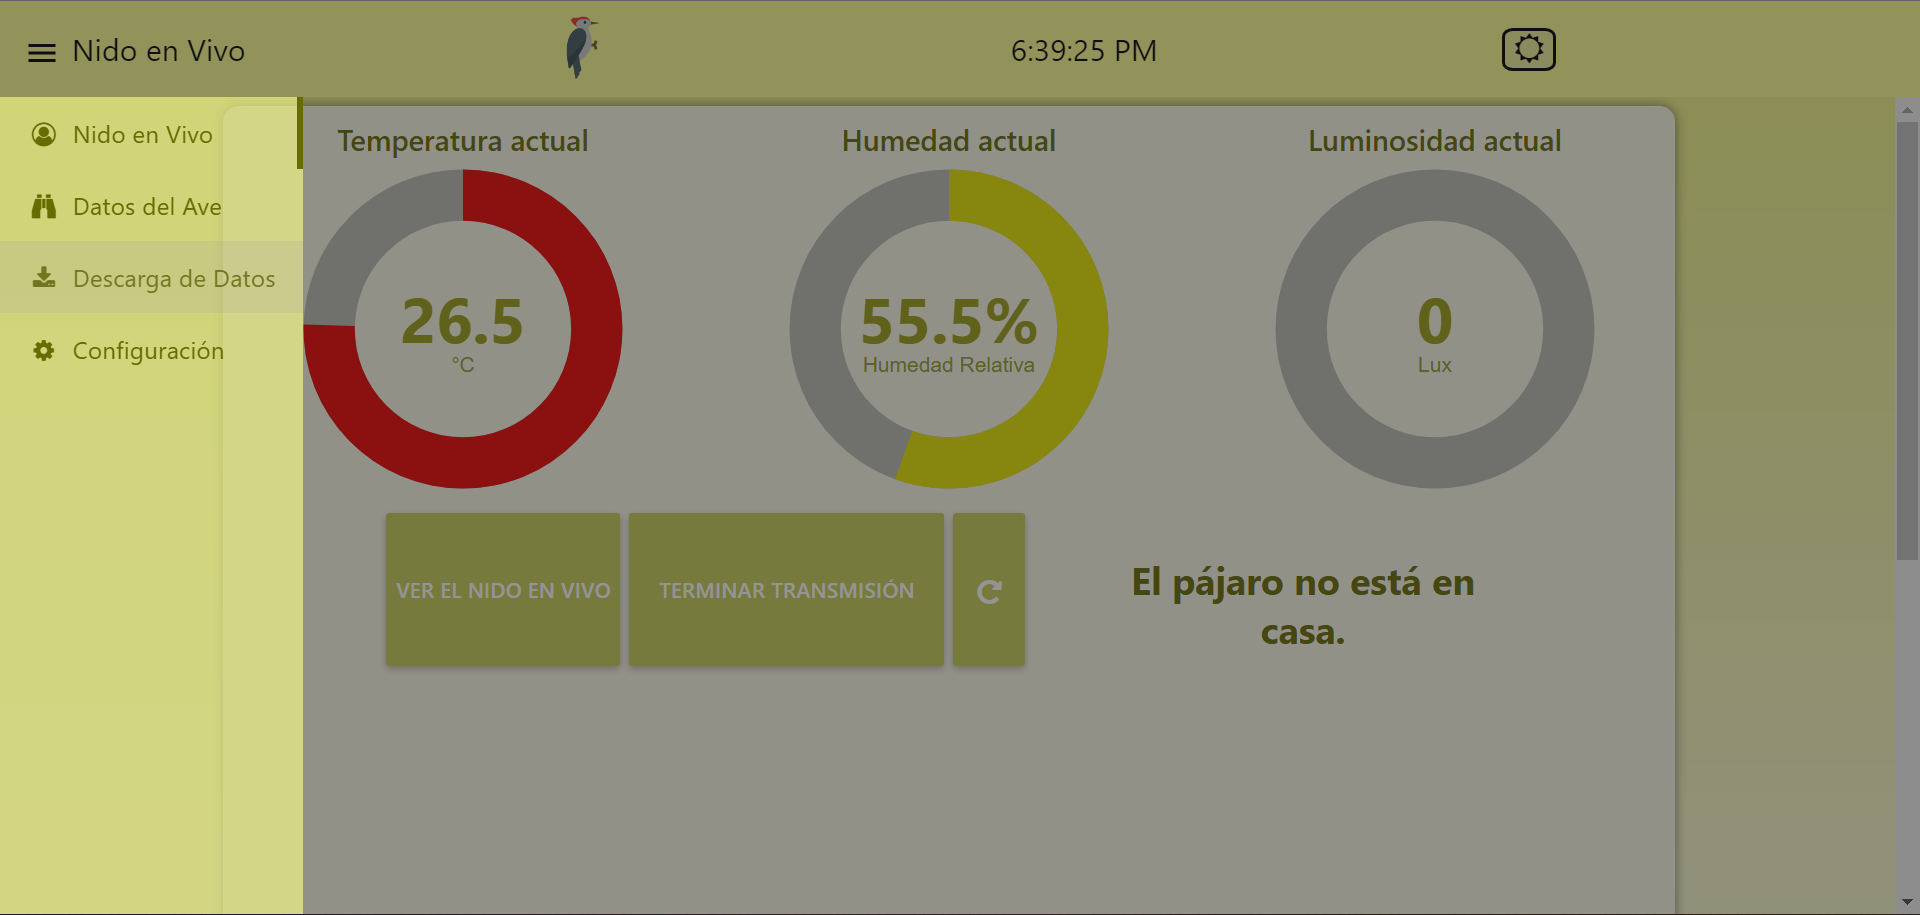 Nido en Vivo
6:39:25 PM
Nido en Vivo
Datos del Ave
Descarga de Datos
Configuración
Temperatura actual
26.5
°C
Humedad actual
55.5%
Humedad Relativa
Luminosidad actual
0
Lux
VER EL NIDO EN VIVO
TERMINAR TRANSMISIÓN
El pájaro no está en
casa.